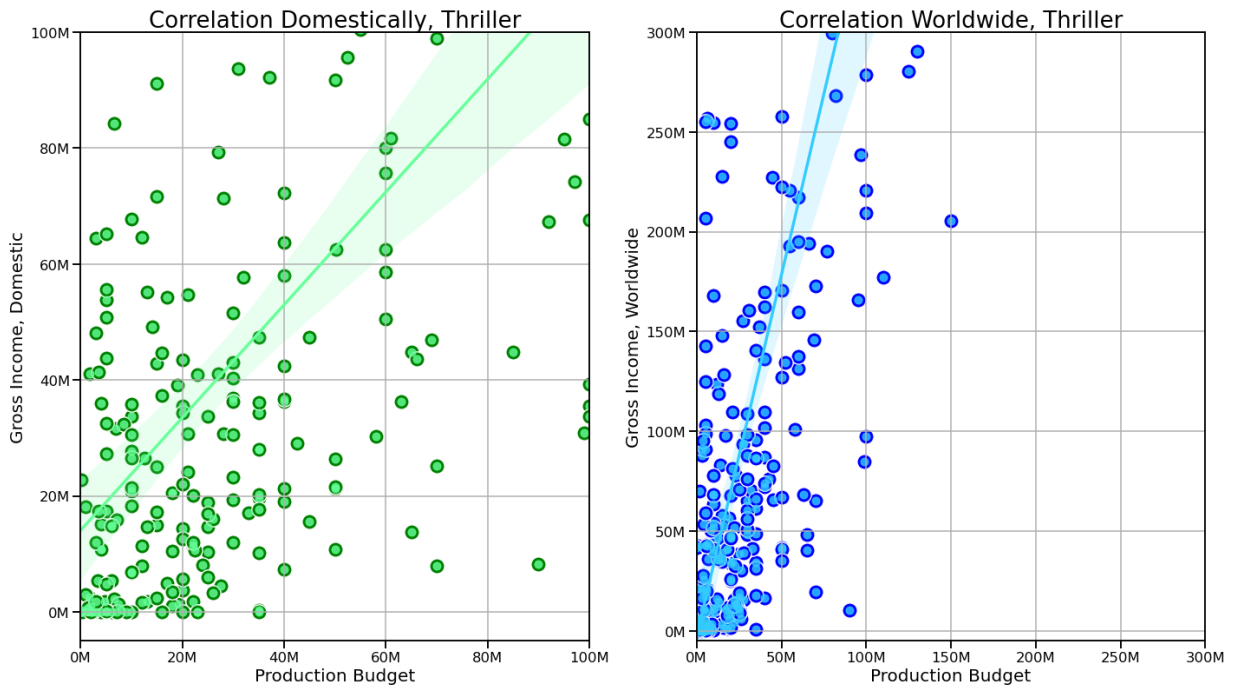 Correlation Domestically, Thriller
100M
80M
60M
40M
20M
0M
Gross Income, Domestic
0M 20M 40M 60M 80M 100M
Production Budget
Correlation Worldwide, Thriller
300M
250M
200M
150M
100M
50M
0M
Gross Income, Worldwide
0M 50M 100M 150M 200M 250M 300M
Production Budget